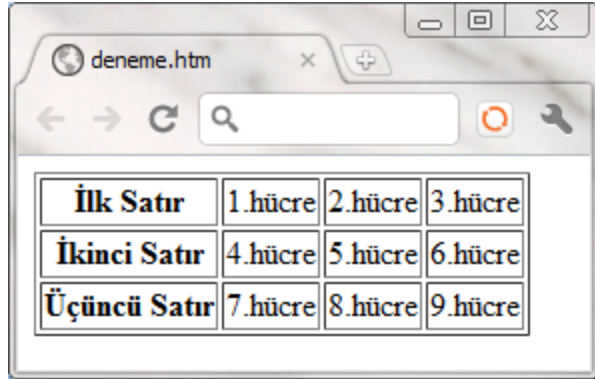 deneme.htm
İlk Satır 1.hücre 2.hücre 3.hücre
İkinci Satır 4.hücre 5.hücre 6.hücre
Üçüncü Satır 7.hücre 8.hücre 9.hücre